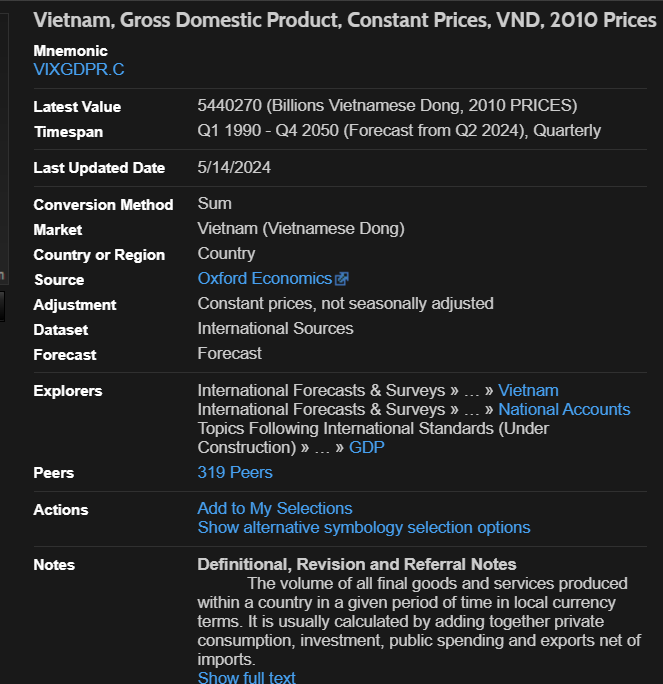 Vietnam, Gross Domestic Product, Constant Prices, VND, 2010 Prices
Mnemonic
VIXGDPR.C
Latest Value 5440270 (Billions Vietnamese Dong, 2010 PRICES)
Timespan Q1 1990 - Q4 2050 (Forecast from Q2 2024), Quarterly
Last Updated Date 5/14/2024
Conversion Method Sum
Market Vietnam (Vietnamese Dong)
Country or Region Country
Source Oxford Economics
Adjustment Constant prices, not seasonally adjusted
Dataset International Sources
Forecast Forecast
Explorers International Forecasts & Surveys » … » Vietnam
International Forecasts & Surveys » … » National Accounts
Topics Following International Standards (Under
Construction) » … » GDP
Peers 319 Peers
Actions Add to My Selections
Show alternative symbology selection options
Notes Definitional, Revision and Referral Notes
The volume of all final goods and services produced
within a country in a given period of time in local currency
terms. It is usually calculated by adding together private
consumption, investment, public spending and exports net of
imports.
Show full text